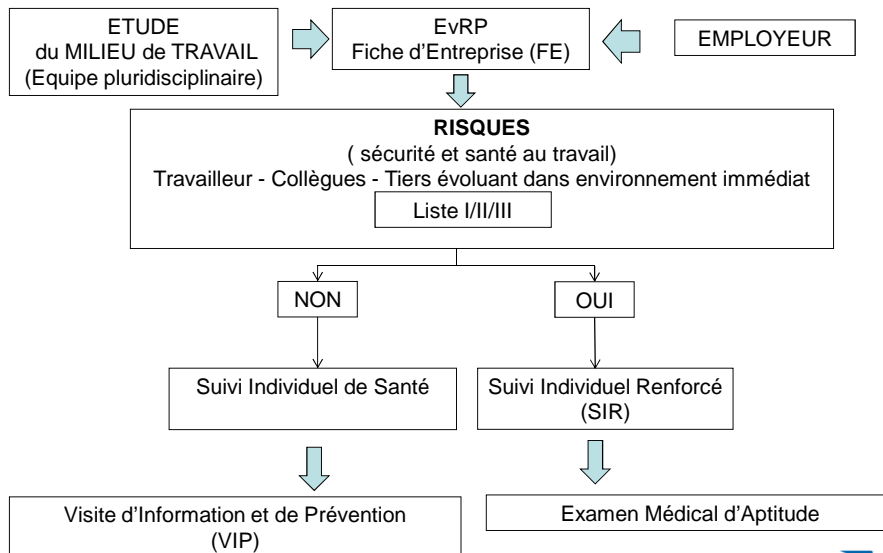 ETUDE
du MILIEU de TRAVAIL
(Equipe pluridisciplinaire)
EvRP
Fiche d'Entreprise (FE)
EMPLOYEUR
RISQUES
( sécurité et santé au travail)
Travailleur - Collègues - Tiers évoluant dans environnement immédiat
Liste I/II/III
NON
OUI
Suivi Individuel de Santé
Suivi Individuel Renforcé
(SIR)
Visite d'Information et de Prévention
(VIP)
Examen Médical d'Aptitude